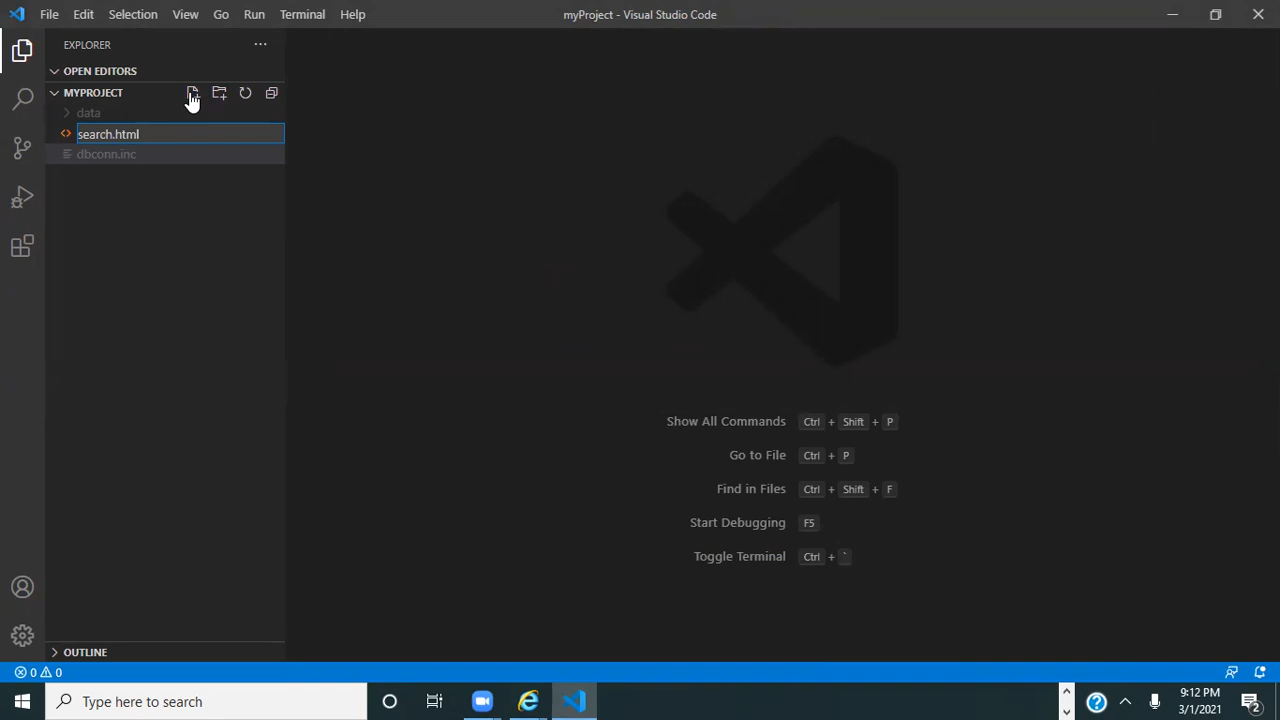 File Edit Selection View Go Run Terminal Help
myProject - Visual Studio Code
EXPLORER
OPEN EDITORS
MYPROJECT
data
search.html
dbconn.inc
Show All Commands Ctrl + Shift + P
Go to File Ctrl + P
Find in Files Ctrl + Shift + F
Start Debugging F5
Toggle Terminal Ctrl + `
OUTLINE
0 0
Type here to search
9:12 PM
3/1/2021
2